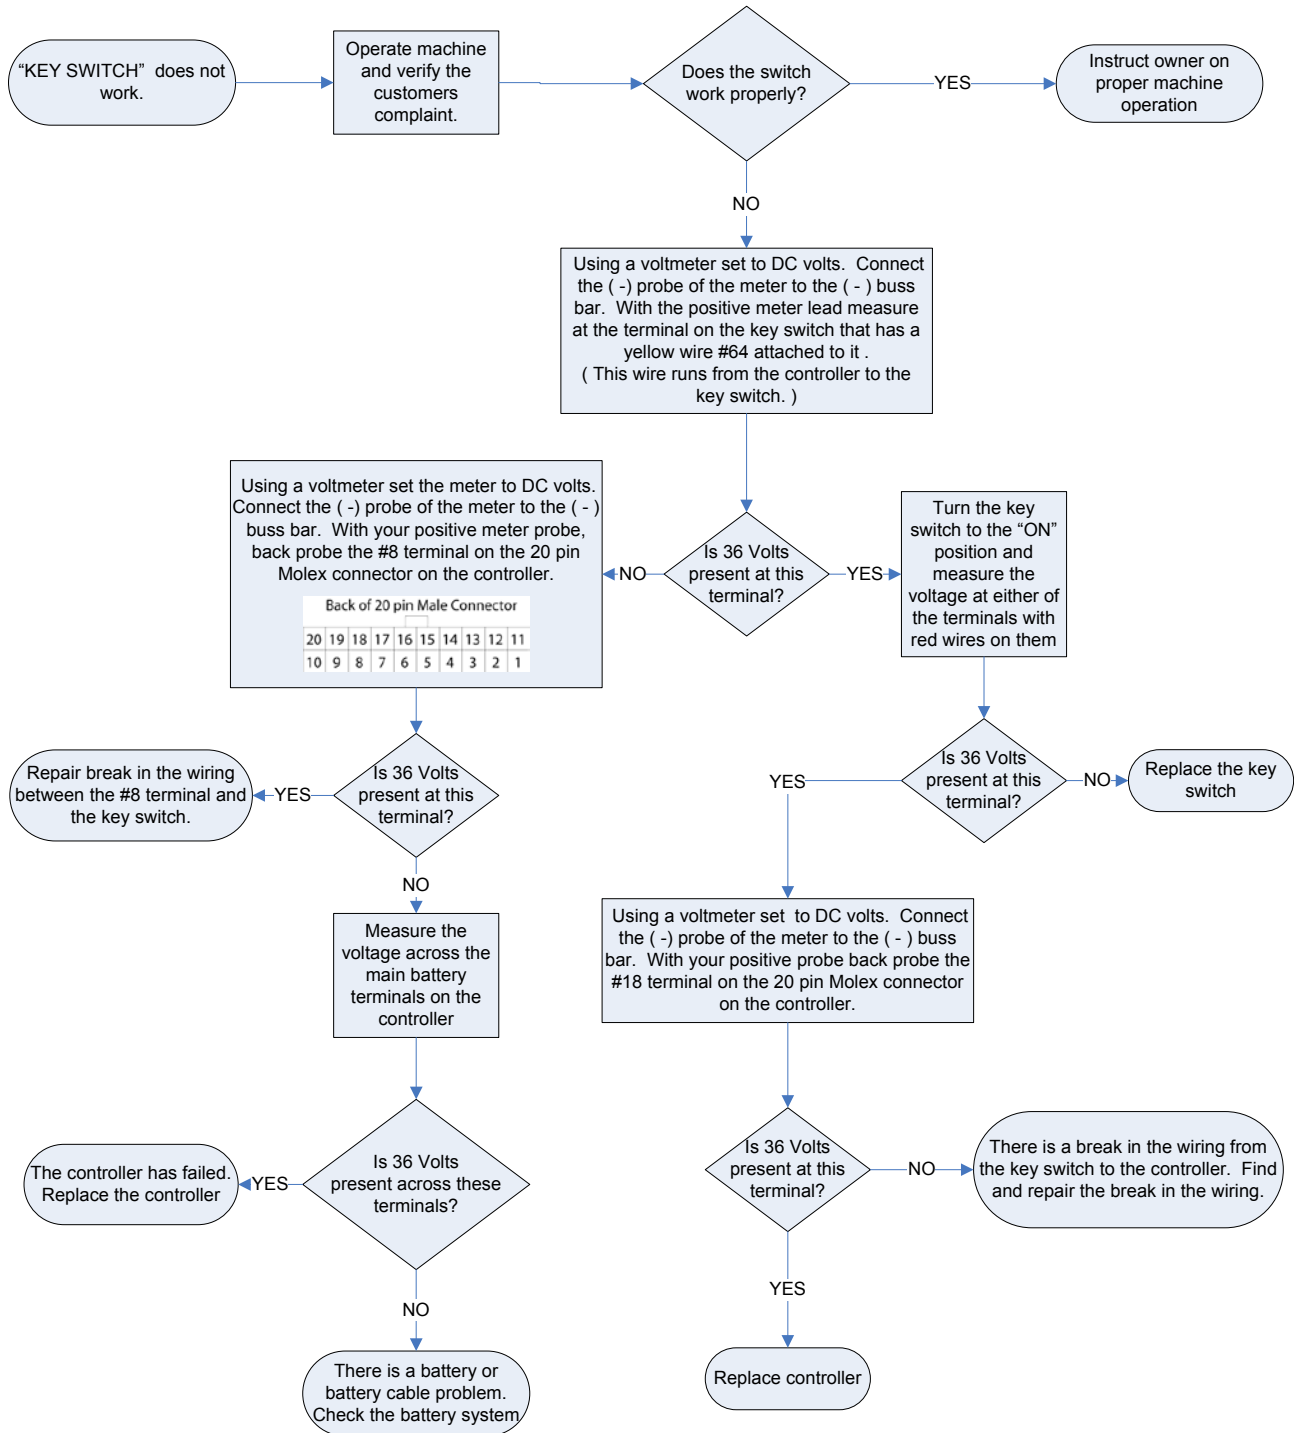 “KEY SWITCH”  does not
work.
Operate machine
and verify the
customers
complaint.
Does the switch
work properly?
YES
Instruct owner on
proper machine
operation
NO
Using a voltmeter set to DC volts.  Connect
the ( -) probe of the meter to the ( - ) buss
bar.  With the positive meter lead measure
at the terminal on the key switch that has a
yellow wire #64 attached to it .
( This wire runs from the controller to the
key switch. )
Using a voltmeter set the meter to DC volts.
Connect the ( -) probe of the meter to the ( - )
buss bar.  With your positive meter probe,
back probe the #8 terminal on the 20 pin
Molex connector on the controller.
Back of 20 pin Male Connector
20 19 18 17 16 15 14 13 12 11
10 9 8 7 6 5 4 3 2 1
NO
Is 36 Volts
present at this
terminal?
YES
Turn the key
switch to the “ON”
position and
measure the
voltage at either of
the terminals with
red wires on them
Repair break in the wiring
between the #8 terminal and
the key switch.
YES
Is 36 Volts
present at this
terminal?
YES
Is 36 Volts
present at this
terminal?
NO
Replace the key
switch
NO
Measure the
voltage across the
main battery
terminals on the
controller
Using a voltmeter set  to DC volts.  Connect
the ( -) probe of the meter to the ( - ) buss
bar.  With your positive probe back probe the
#18 terminal on the 20 pin Molex connector
on the controller.
The controller has failed.
Replace the controller
YES
Is 36 Volts
present across these
terminals?
Is 36 Volts
present at this
terminal?
NO
There is a break in the wiring from
the key switch to the controller.  Find
and repair the break in the wiring.
NO
YES
There is a battery or
battery cable problem.
Check the battery system
Replace controller